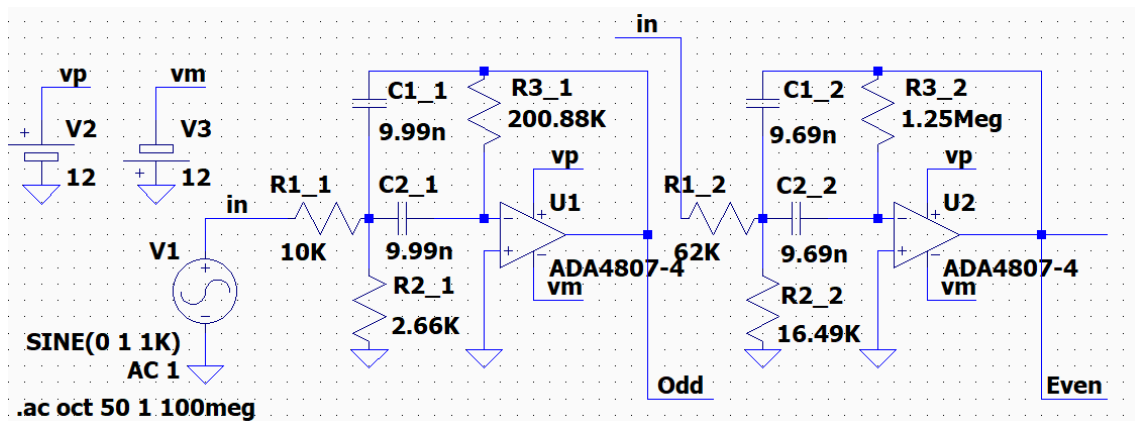 in
vp
vm
C1_1
R3_1
C1_2
R3_2
V2
V3
9.99n
200.88K
9.69n
1.25Meg
12
12
vp
vp
R1_1
C2_1
U1
R1_2
C2_2
U2
in
10K
9.99n
ADA4807-4
62K
9.69n
ADA4807-4
V1
R2_1
vm
R2_2
vm
2.66K
16.49K
SINE(0 1 1K)
AC 1
Odd
Even
.ac oct 50 1 100meg